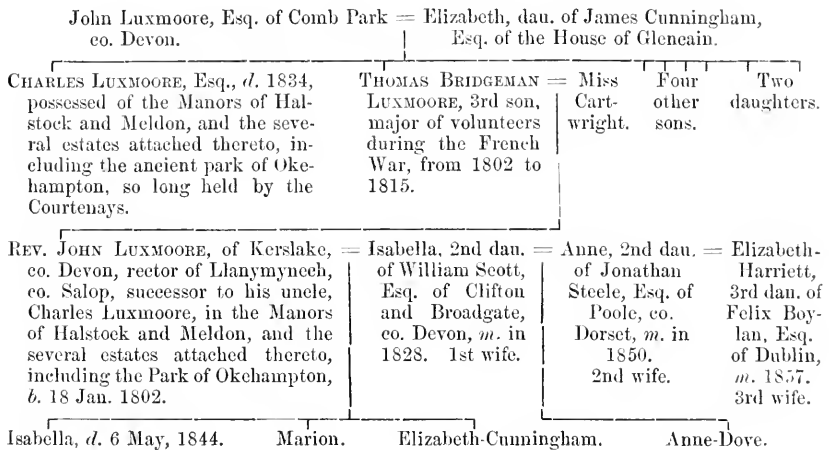 John Luxmoore, Esq. of Comb Park = Elizabeth, dau. of James Cunningham,
co. Devon. Esq. of the House of Glencain.
CHARLES LUXMOORE, Esq., d. 1834,
possessed of the Manors of Hal-
stock and Meldon, and the seve-
ral estates attached thereto, in-
cluding the ancient park of Oke-
hampton, so long held by the
Courtenays.
THOMAS BRIDGEMAN =
LUXMOORE, 3rd son,
major of volunteers
during the French
War, from 1802 to
1815.
Miss
Cart-
wright.
Four
other
sons.
Two
daughters.
REV. JOHN LUXMOORE, of Kerslake, =
co. Devon, rector of Llanymynech,
co. Salop, successor to his uncle,
Charles Luxmoore, in the Manors
of Halstock and Meldon, and the
several estates attached thereto,
including the Park of Okehampton,
b. 18 Jan. 1802.
Isabella, 2nd dau. =
of William Scott,
Esq. of Clifton
and Broadgate,
co. Devon, m. in
1828. 1st wife.
Anne, 2nd dau. =
of Jonathan
Steele, Esq. of
Poole, co.
Dorset, m. in
1850.
2nd wife.
Elizabeth-
Harriett,
3rd dau. of
Felix Boy-
lan, Esq.
of Dublin,
m. 1857.
3rd wife.
Isabella, d. 6 May, 1844. Marion. Elizabeth-Cunningham. Anne-Dove.